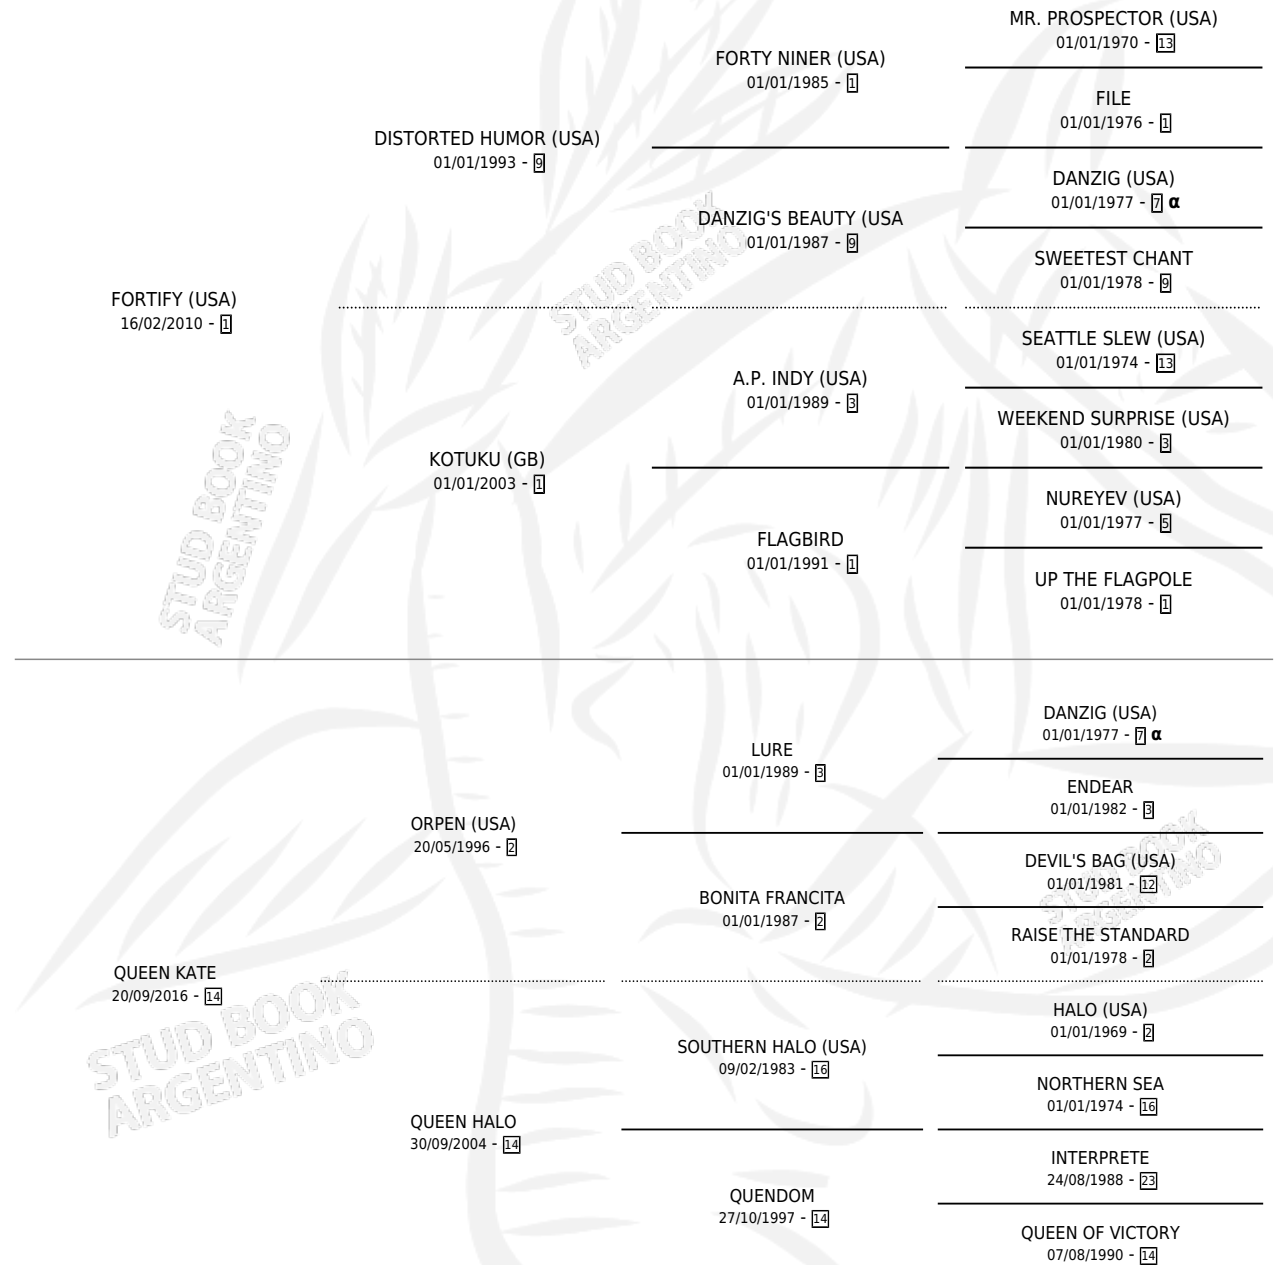 MR. PROSPECTOR (USA)
01/01/1970 - 13
FORTY NINER (USA)
01/01/1985 - 1
FILE
01/01/1976 - 1
DISTORTED HUMOR (USA)
01/01/1993 - 9
DANZIG (USA)
01/01/1977 - 7 α
DANZIG'S BEAUTY (USA
01/01/1987 - 9
SWEETEST CHANT
01/01/1978 - 9
FORTIFY (USA)
16/02/2010 - 1
SEATTLE SLEW (USA)
01/01/1974 - 13
A.P. INDY (USA)
01/01/1989 - 3
WEEKEND SURPRISE (USA)
01/01/1980 - 3
KOTUKU (GB)
01/01/2003 - 1
NUREYEV (USA)
01/01/1977 - 5
FLAGBIRD
01/01/1991 - 1
UP THE FLAGPOLE
01/01/1978 - 1
DANZIG (USA)
01/01/1977 - 7 α
LURE
01/01/1989 - 3
ENDEAR
01/01/1982 - 3
ORPEN (USA)
20/05/1996 - 2
DEVIL'S BAG (USA)
01/01/1981 - 12
BONITA FRANCITA
01/01/1987 - 2
RAISE THE STANDARD
01/01/1978 - 2
QUEEN KATE
20/09/2016 - 14
HALO (USA)
01/01/1969 - 2
SOUTHERN HALO (USA)
09/02/1983 - 16
NORTHERN SEA
01/01/1974 - 16
QUEEN HALO
30/09/2004 - 14
INTERPRETE
24/08/1988 - 23
QUENDOM
27/10/1997 - 14
QUEEN OF VICTORY
07/08/1990 - 14
STUD BOOK
ARGENTINO
STUD BOOK
ARGENTINO
STUD BOOK
ARGENTINO
STUD BOOK
ARGENTINO